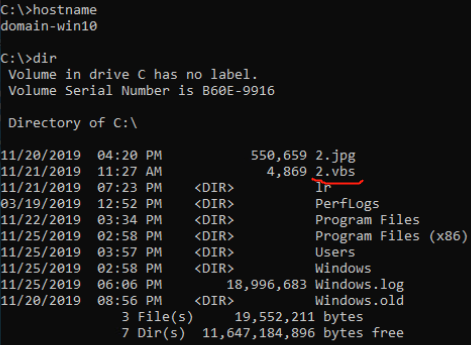 C:\>hostname
domain-win10
C:\>dir
Volume in drive C has no label.
Volume Serial Number is B60E-9916
Directory of C:\
11/20/2019 04:20 PM 550,659 2.jpg
11/21/2019 11:27 AM 4,869 2.vbs
11/21/2019 07:23 PM <DIR> lr
03/19/2019 12:52 PM <DIR> PerfLogs
11/22/2019 03:34 PM <DIR> Program Files
11/25/2019 02:58 PM <DIR> Program Files (x86)
11/25/2019 03:57 PM <DIR> Users
11/25/2019 02:58 PM <DIR> Windows
11/25/2019 06:06 PM 18,996,683 Windows.log
11/20/2019 08:56 PM <DIR> Windows.old
3 File(s) 19,552,211 bytes
7 Dir(s) 11,647,184,896 bytes free